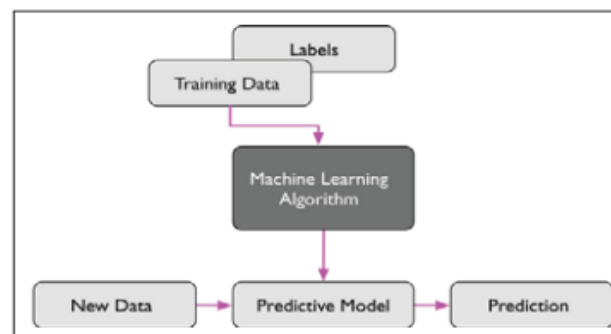 Labels
Training Data
Machine Learning
Algorithm
New Data
Predictive Model
Prediction